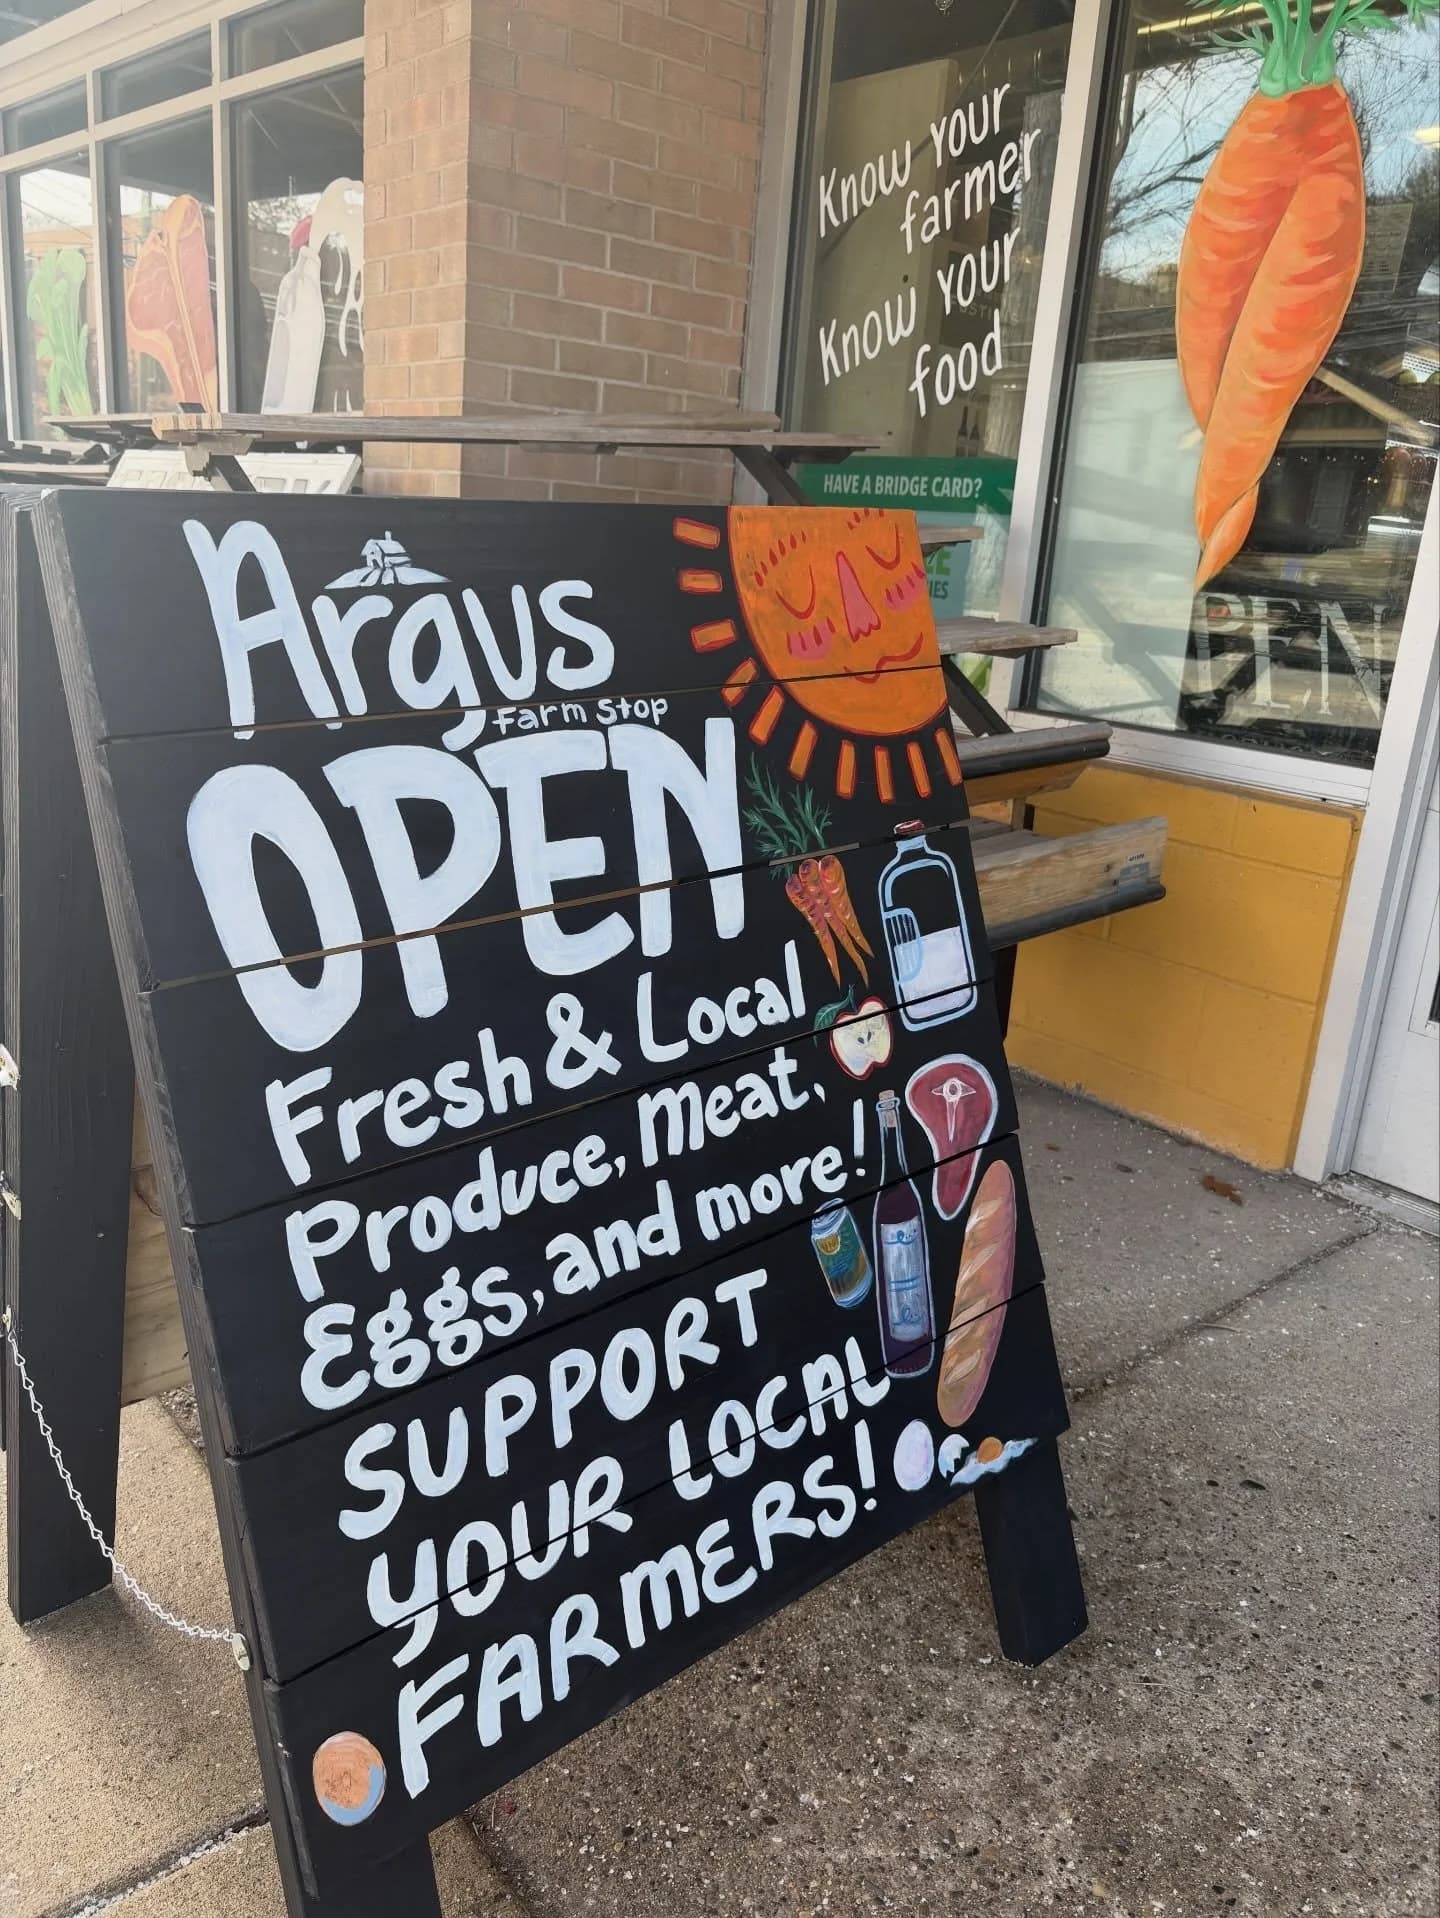 Know your
farmer
Know your
food
HAVE A BRIDGE CARD?
Argus
Farm Stop
OPEN
Fresh & Local
Produce, Meat,
Eggs, and more!
SUPPORT
YOUR LOCAL
FARMERS!
PEN